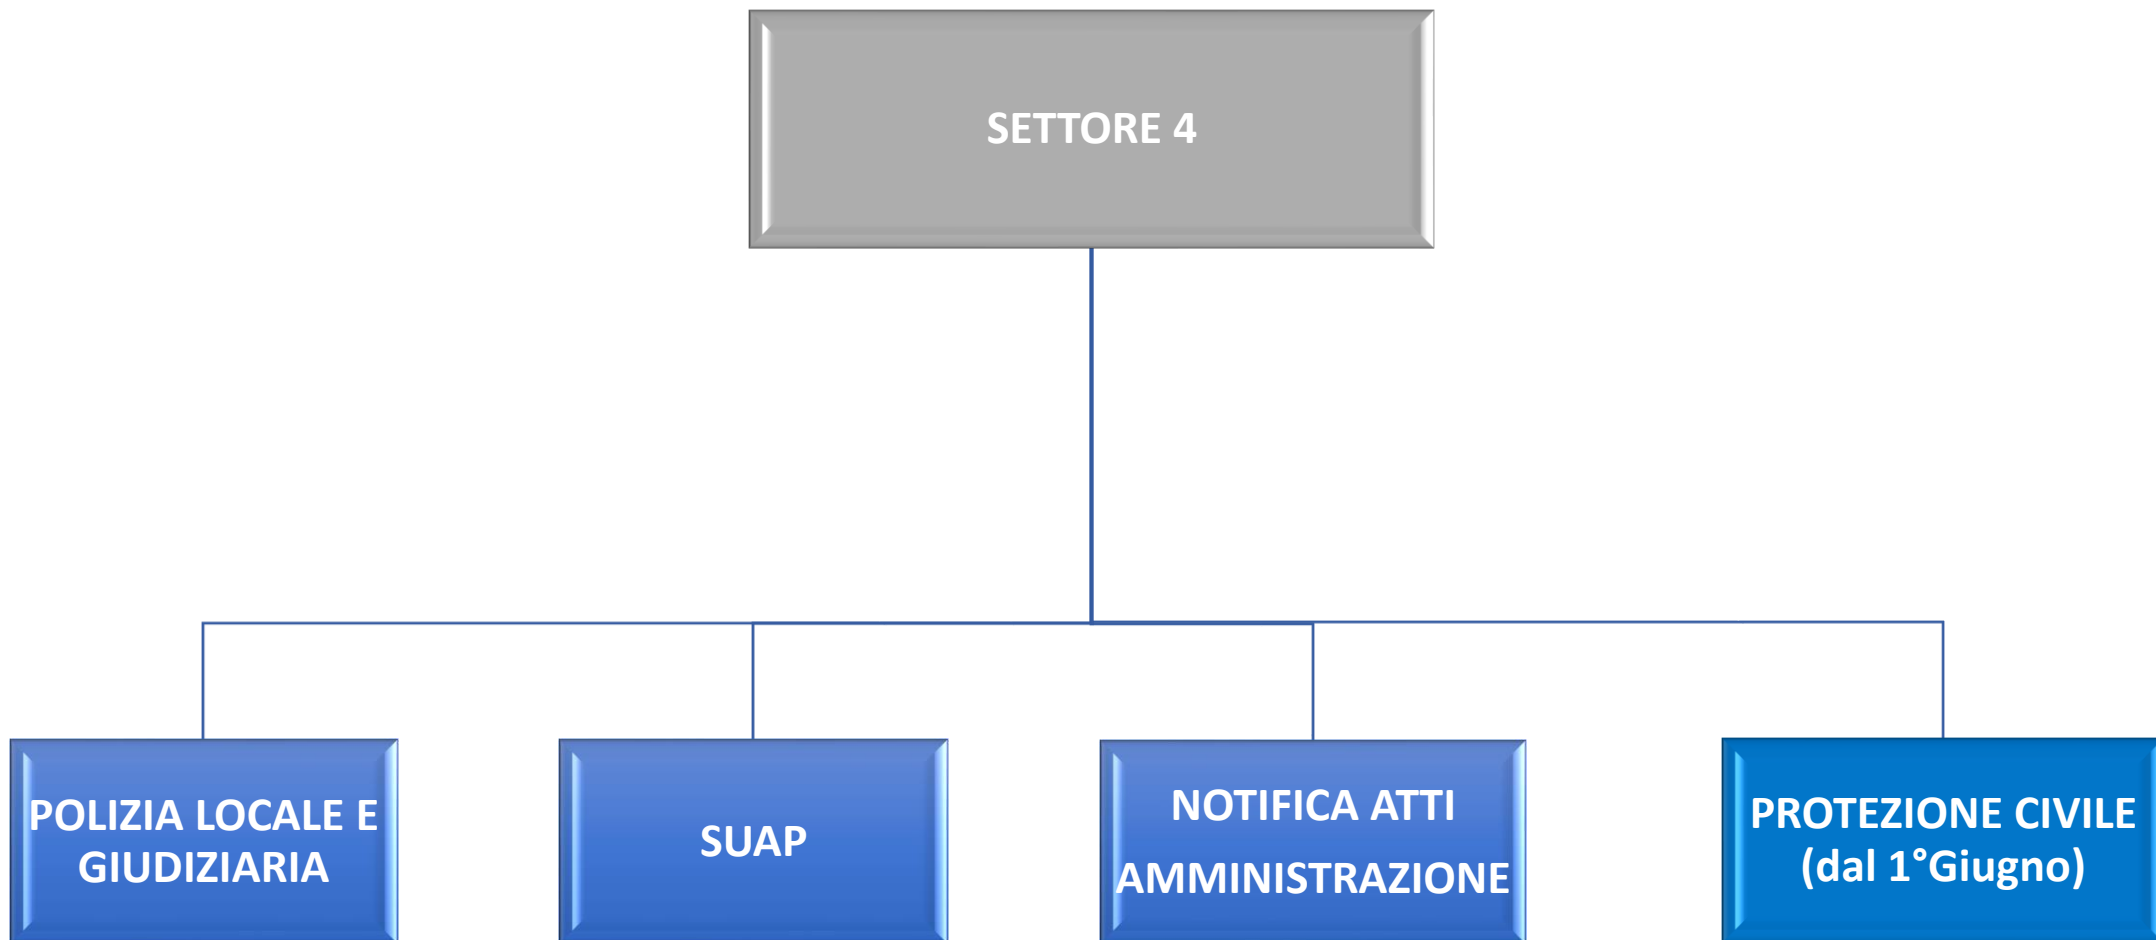 SETTORE 4
POLIZIA LOCALE E
GIUDIZIARIA
SUAP
NOTIFICA ATTI
AMMINISTRAZIONE
PROTEZIONE CIVILE
(dal 1°Giugno)